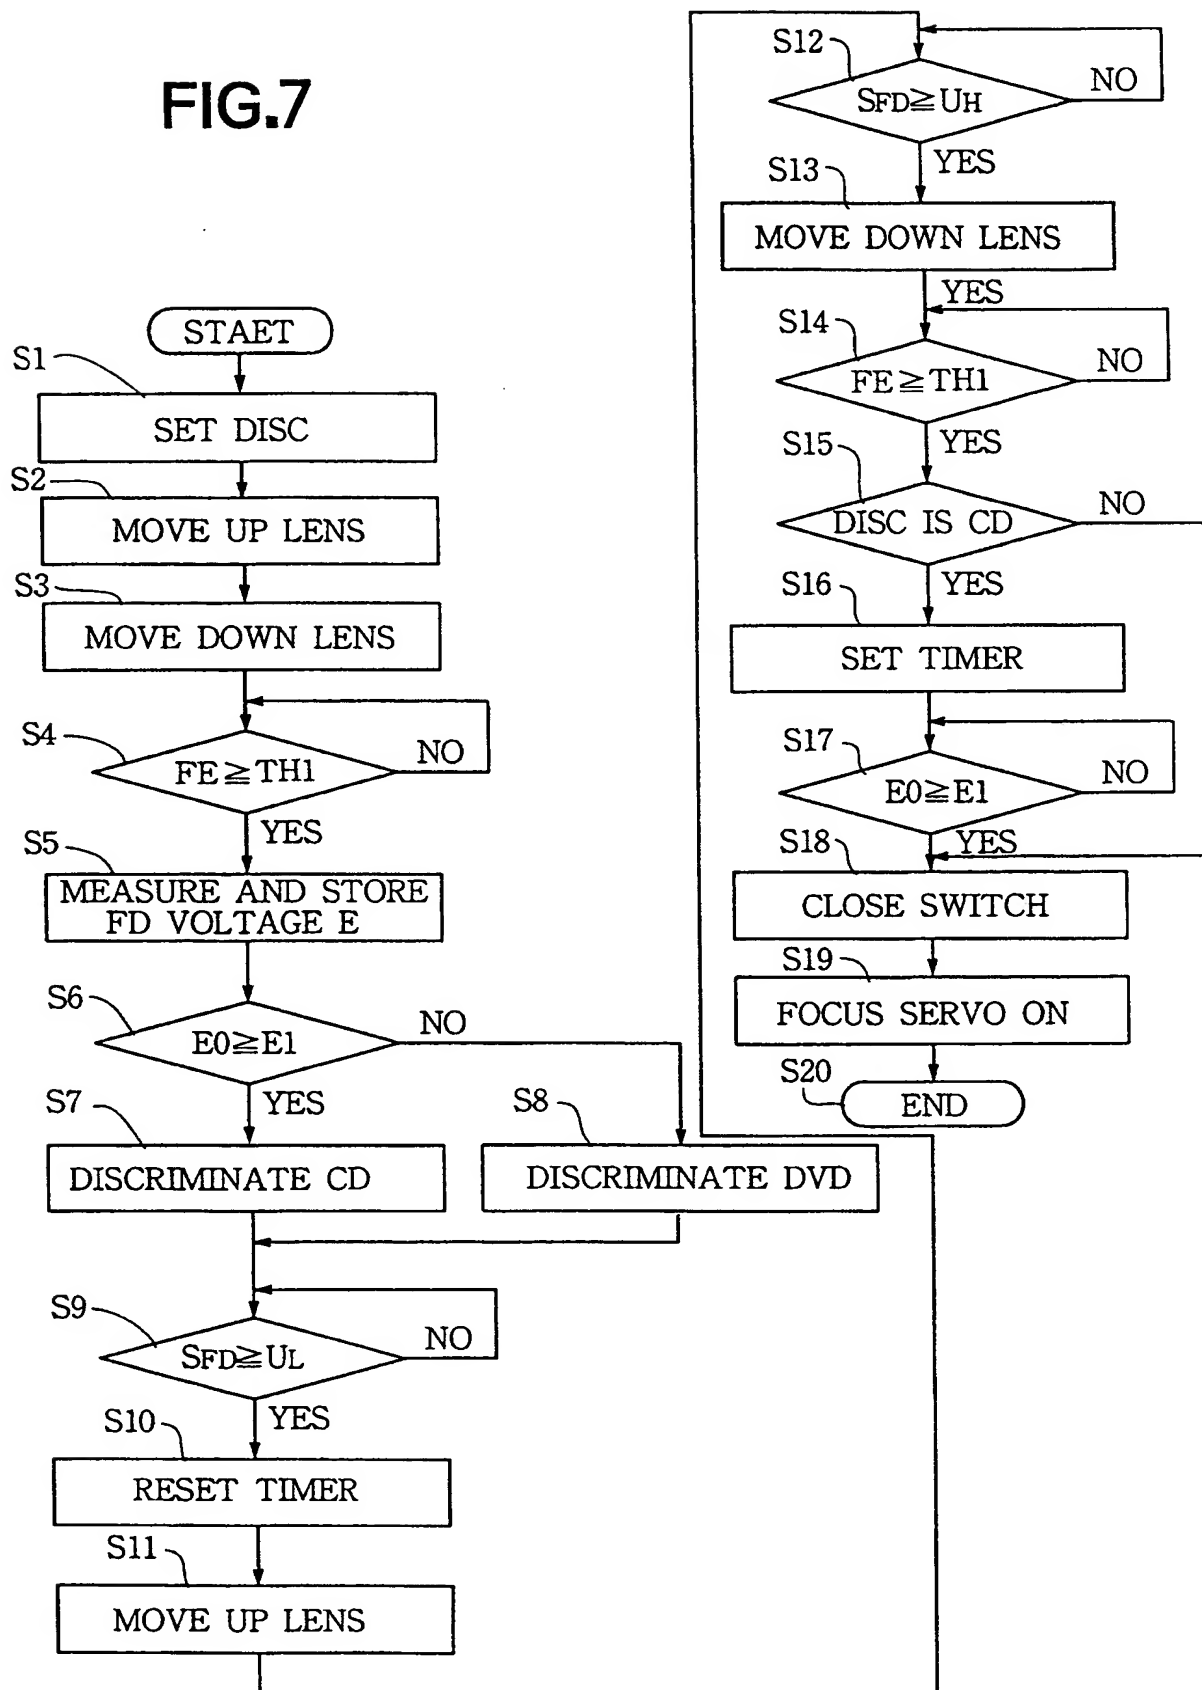 FIG.7
STAET
S1
SET DISC
S2
MOVE UP LENS
S3
MOVE DOWN LENS
S4
FE≧TH1
NO
YES
S5
MEASURE AND STORE
FD VOLTAGE E
S6
E0≧E1
NO
YES
S7
DISCRIMINATE CD
S8
DISCRIMINATE DVD
S9
SFD≧UL
NO
YES
S10
RESET TIMER
S11
MOVE UP LENS
S12
SFD≧UH
NO
YES
S13
MOVE DOWN LENS
YES
S14
FE≧TH1
NO
YES
S15
DISC IS CD
NO
YES
S16
SET TIMER
S17
E0≧E1
NO
YES
S18
CLOSE SWITCH
S19
FOCUS SERVO ON
S20
END